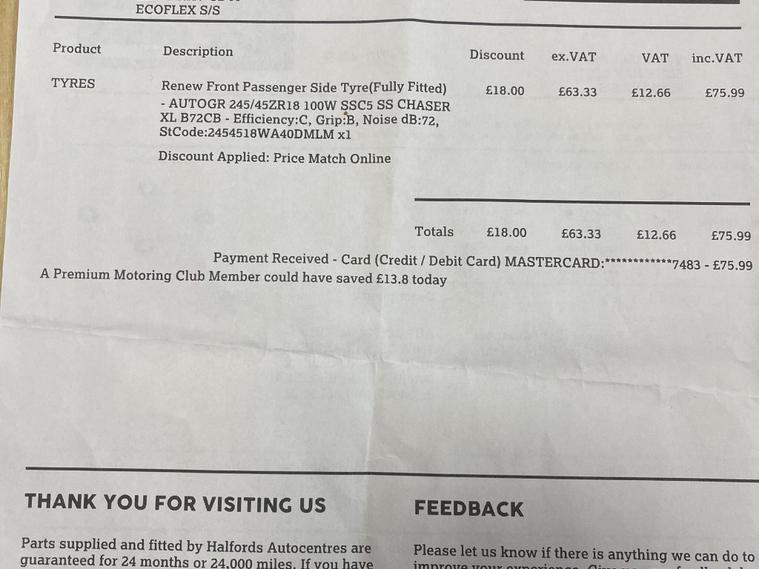 ECOFLEX S/S
Product Description Discount ex.VAT VAT inc.VAT
TYRES Renew Front Passenger Side Tyre(Fully Fitted) £18.00 £63.33 £12.66 £75.99
- AUTOGR 245/45ZR18 100W SSC5 SS CHASER
XL B72CB - Efficiency:C, Grip:B, Noise dB:72,
StCode:2454518WA40DMLM x1
Discount Applied: Price Match Online
Totals £18.00 £63.33 £12.66 £75.99
Payment Received - Card (Credit / Debit Card) MASTERCARD:************7483 - £75.99
A Premium Motoring Club Member could have saved £13.8 today
THANK YOU FOR VISITING US
Parts supplied and fitted by Halfords Autocentres are
guaranteed for 24 months or 24,000 miles. If you have
FEEDBACK
Please let us know if there is anything we can do to
improve your experience.